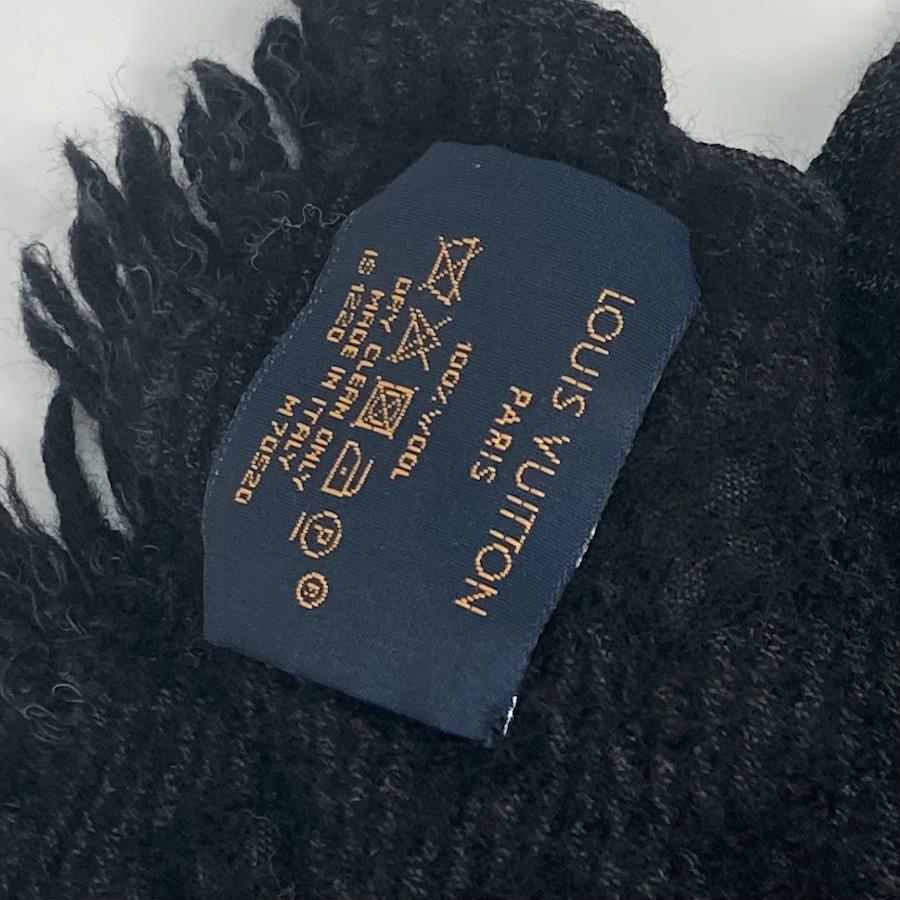 LOUIS VUITTON
PARIS
100% WOOL
P
DRY CLEAN ONLY
MADE IN ITALY
IS 1220 M70520